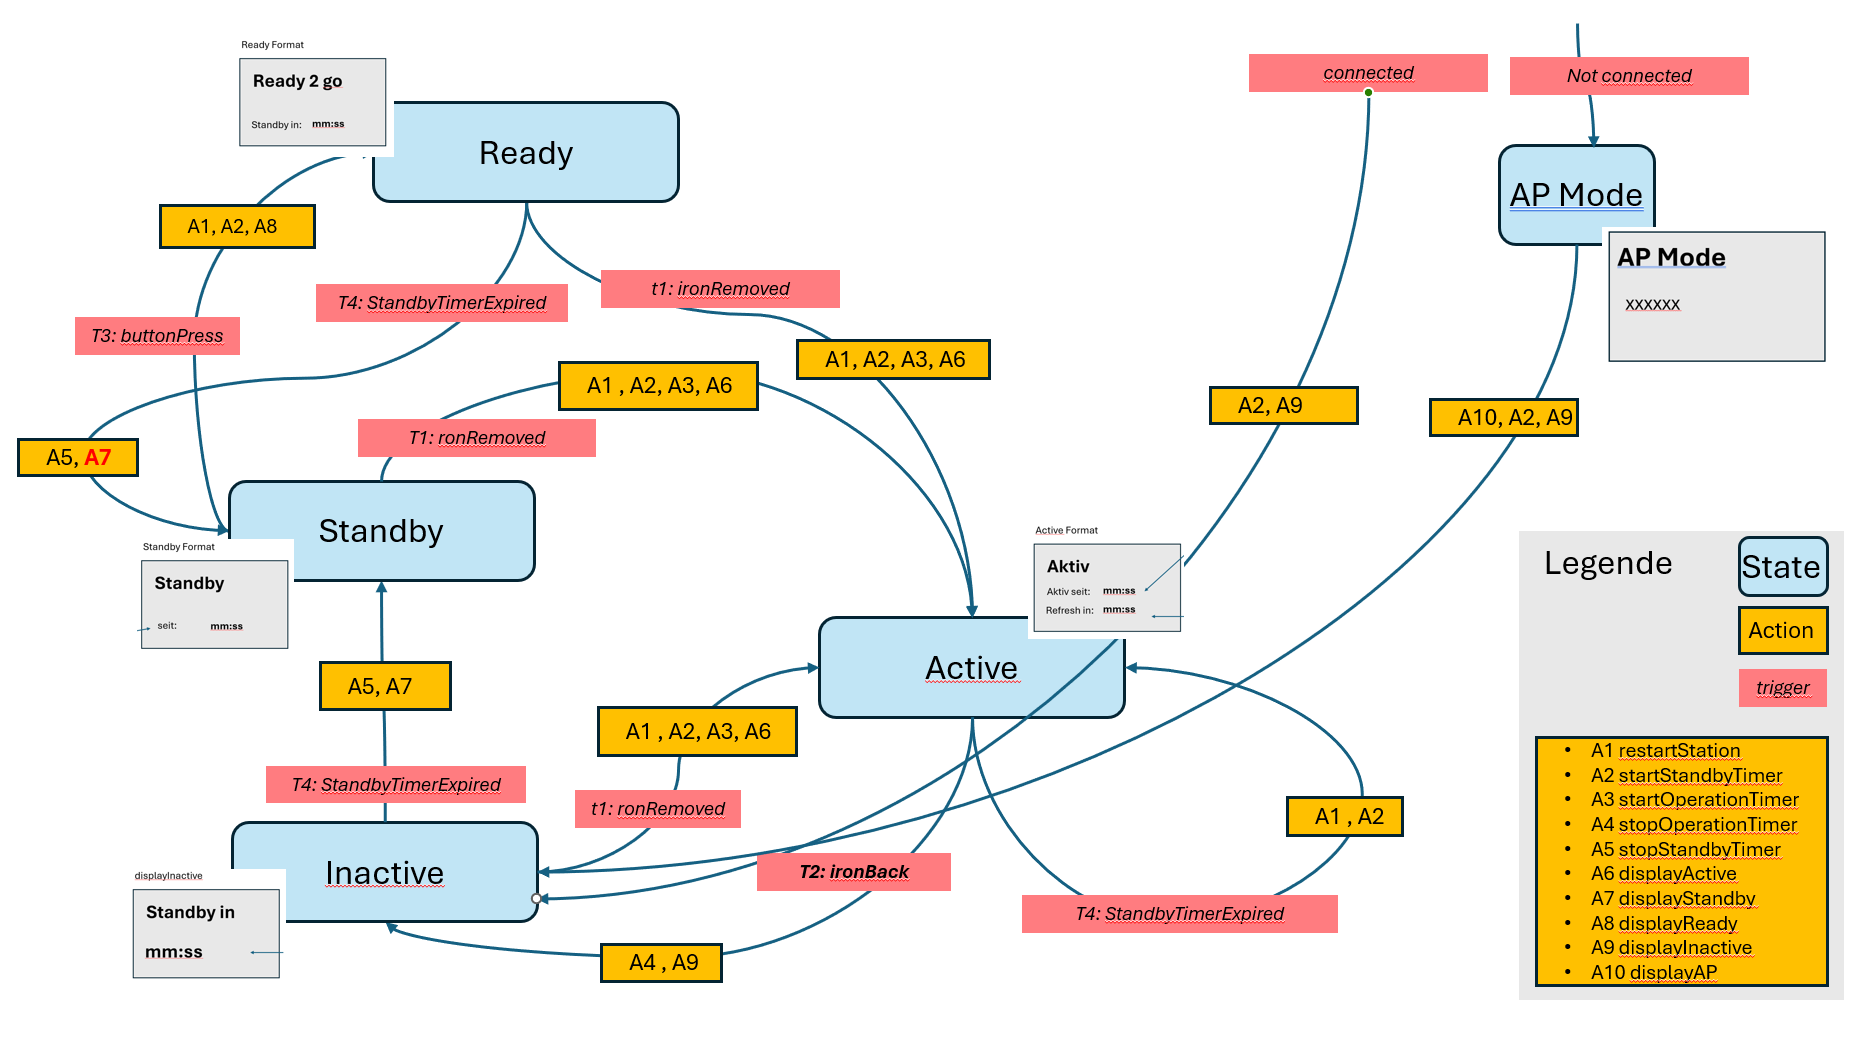 Ready Format
Ready 2 go
Standby in: mm:ss
Ready
connected
Not connected
AP Mode
AP Mode
xxxxxx
A1, A2, A8
T4: StandbyTimerExpired
t1: ironRemoved
T3: buttonPress
A1, A2, A3, A6
A1 , A2, A3, A6
A2, A9
A10, A2, A9
T1: ronRemoved
A5, A7
Standby
Standby Format
Standby
seit: mm:ss
Active Format
Aktiv
Aktiv seit: mm:ss
Refresh in: mm:ss
Active
A5, A7
A1 , A2, A3, A6
T4: StandbyTimerExpired
t1: ronRemoved
A1 , A2
Inactive
T2: ironBack
T4: StandbyTimerExpired
displayInactive
Standby in
mm:ss
A4 , A9
Legende
State
Action
trigger
• A1 restartStation
• A2 startStandbyTimer
• A3 startOperationTimer
• A4 stopOperationTimer
• A5 stopStandbyTimer
• A6 displayActive
• A7 displayStandby
• A8 displayReady
• A9 displayInactive
• A10 displayAP